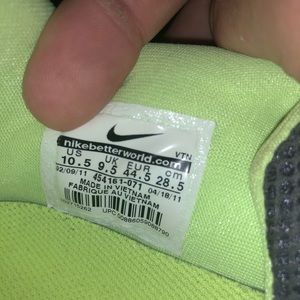 VTN
nikebetterworld.com
US UK EUR cm
10.5 9.5 44.5 28.5
02/09/11 454161-071 04/18/11
MADE IN VIETNAM
FABRIQUE AU VIETNAM